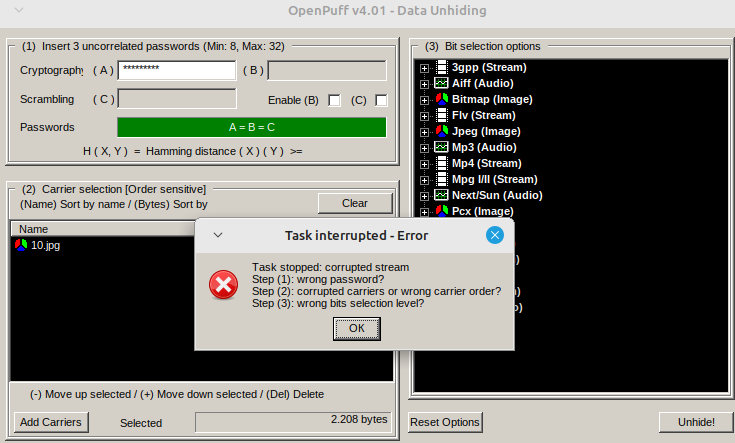 OpenPuff v4.01 - Data Unhiding
(1) Insert 3 uncorrelated passwords (Min: 8, Max: 32)
Cryptography (A) ********* (B)
Scrambling (C) Enable (B) (C)
Passwords A = B = C
H ( X, Y ) = Hamming distance ( X ) ( Y ) >=
(2) Carrier selection [Order sensitive]
(Name) Sort by name / (Bytes) Sort by
Clear
Name
10.jpg
(-) Move up selected / (+) Move down selected / (Del) Delete
Add Carriers Selected 2.208 bytes
(3) Bit selection options
3gpp (Stream)
Aiff (Audio)
Bitmap (Image)
Flv (Stream)
Jpeg (Image)
Mp3 (Audio)
Mp4 (Stream)
Mpg I/II (Stream)
Next/Sun (Audio)
Pcx (Image)
Reset Options Unhide!
Task interrupted - Error
Task stopped: corrupted stream
Step (1): wrong password?
Step (2): corrupted carriers or wrong carrier order?
Step (3): wrong bits selection level?
OK